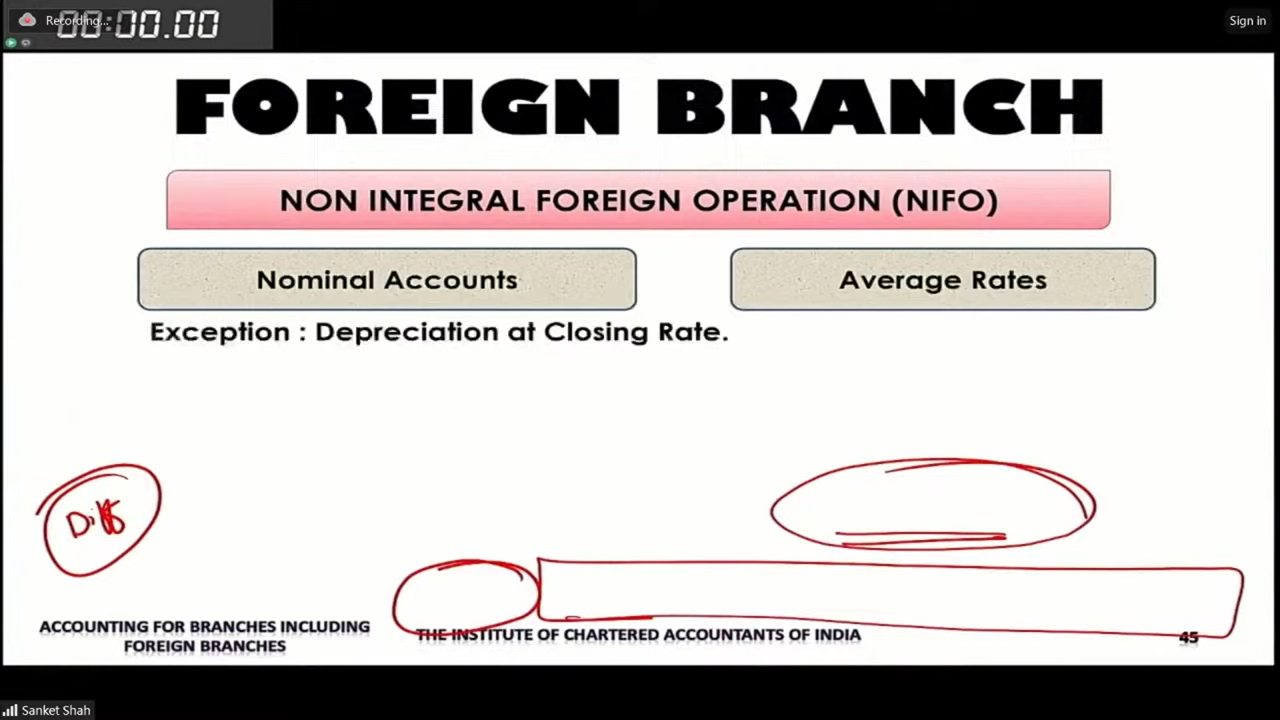 Recording...
00:00.00
Sign in
FOREIGN BRANCH
NON INTEGRAL FOREIGN OPERATION (NIFO)
Nominal Accounts
Average Rates
Exception : Depreciation at Closing Rate.
Diff
ACCOUNTING FOR BRANCHES INCLUDING
FOREIGN BRANCHES
THE INSTITUTE OF CHARTERED ACCOUNTANTS OF INDIA
45
Sanket Shah